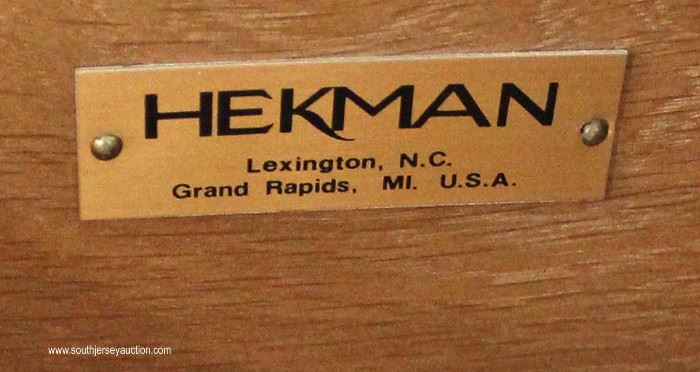 HEKMAN
Lexington, N.C.
Grand Rapids, MI. U.S.A.
www.southjerseyauction.com